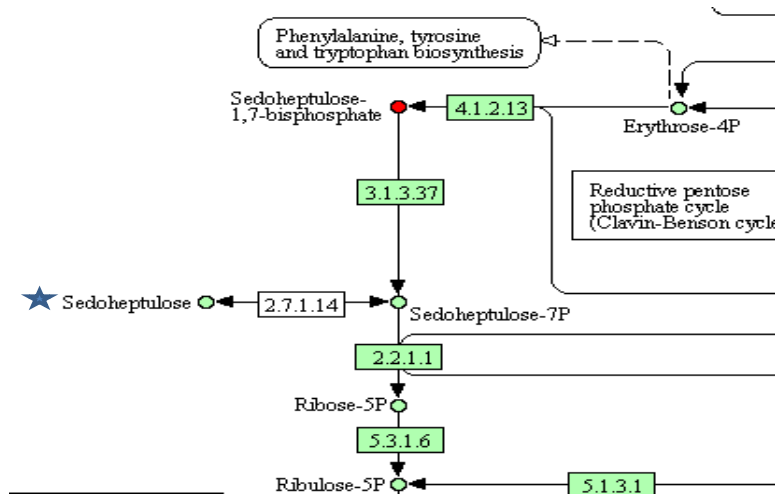 Phenylalanine, tyrosine
and tryptophan biosynthesis
Sedoheptulose-
1,7-bisphosphate
4.1.2.13
Erythrose-4P
3.1.3.37
Reductive pentose
phosphate cycle
(Clavin-Benson cycle
Sedoheptulose
2.7.1.14
Sedoheptulose-7P
2.2.1.1
Ribose-5P
5.3.1.6
Ribulose-5P
5.1.3.1